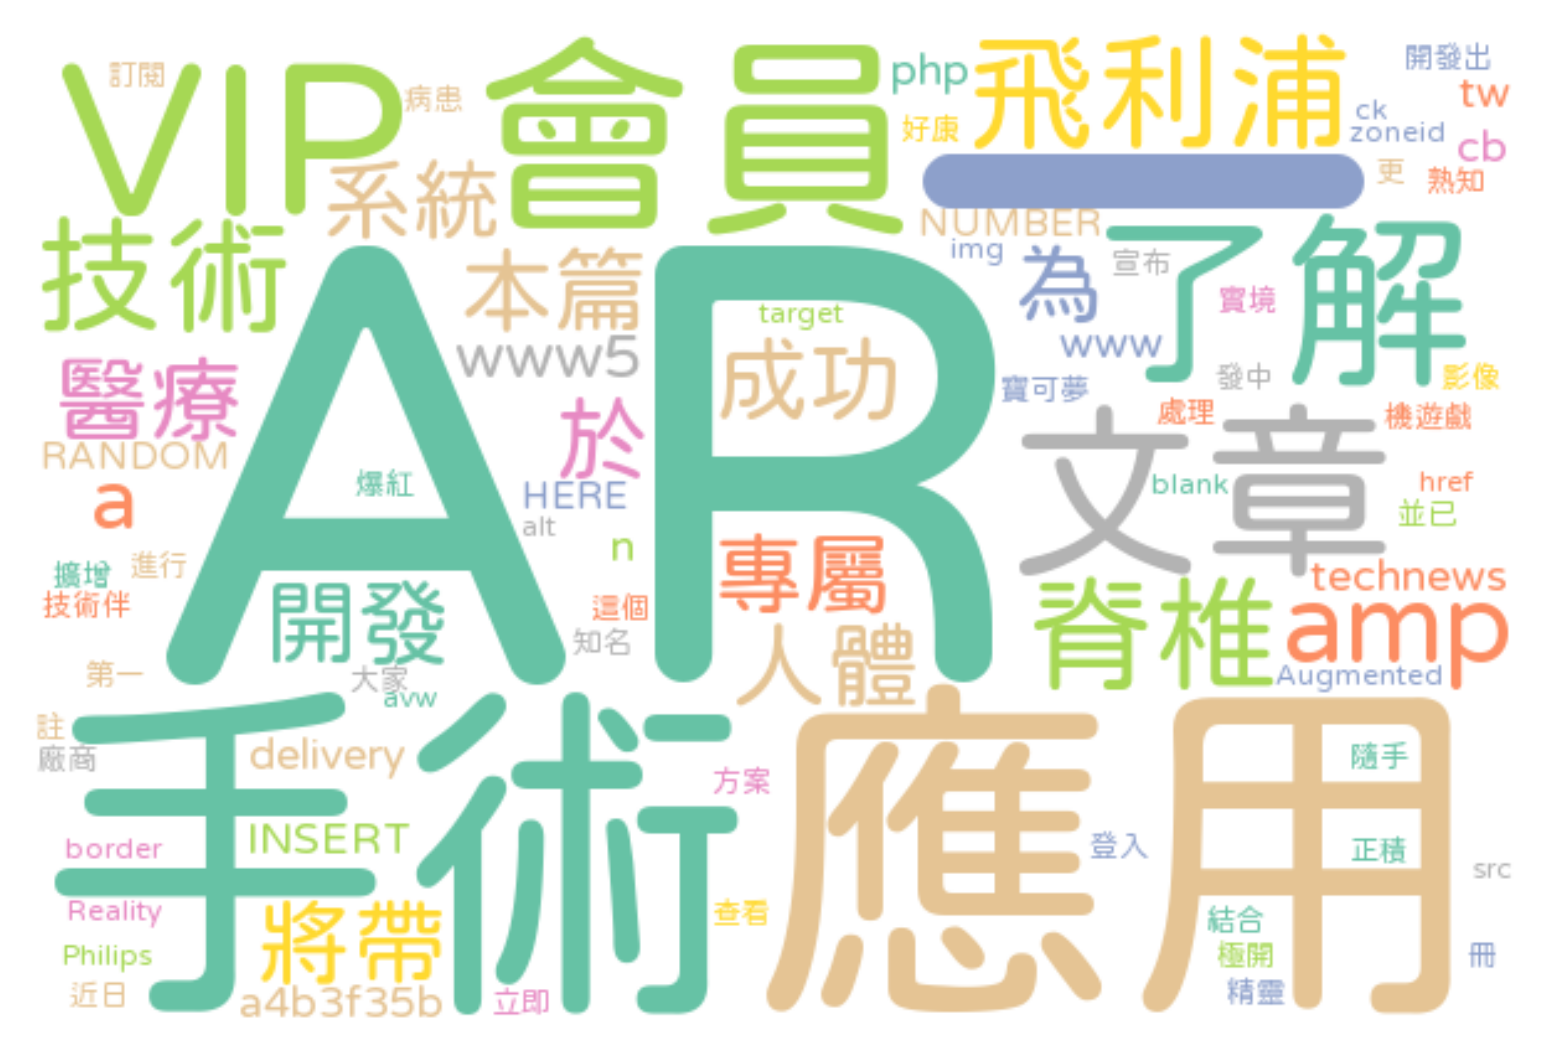 VIP
訂閱
病患
會員
php
飛利浦
開發出
tw
ck
zoneid
cb
好康
更
熟知
系統
NUMBER
技術
AR
本篇
img
為
宣布
了解
實境
target
www5
www
成功
寶可夢
發中
影像
醫療
於
處理
機遊戲
文章
RANDOM
爆紅
HERE
blank
href
a
alt
並已
n
專屬
擴增
進行
technews
技術伴
開發
這個
脊椎
amp
知名
人體
第一
大家
Augmented
avw
手術
應用
註
廠商
delivery
方案
隨手
INSERT
border
登入
正積
src
Reality
將帶
查看
結合
Philips
極開
冊
近日
a4b3f35b
立即
精靈